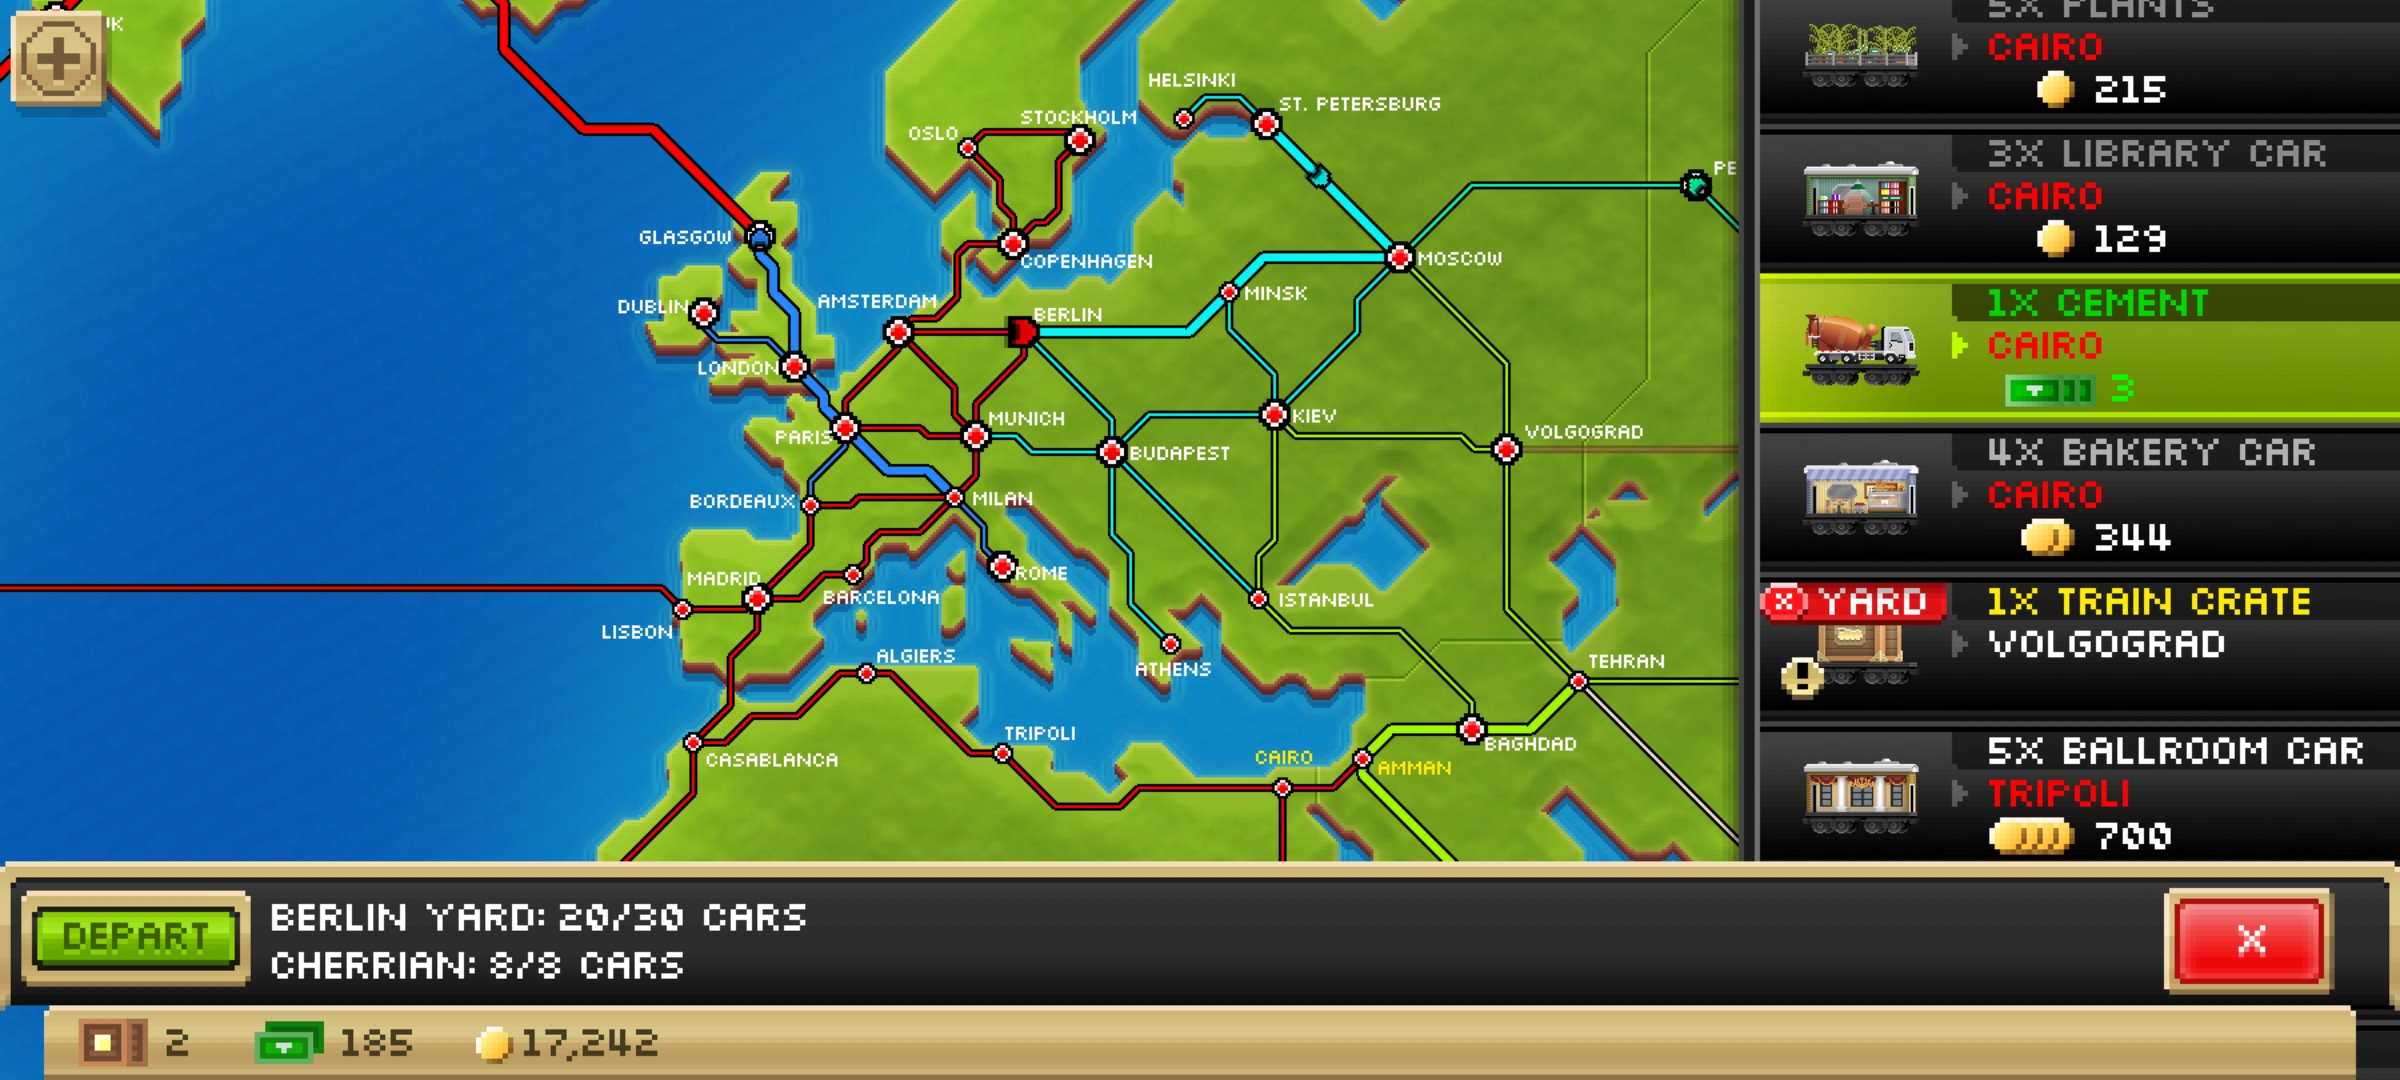 HELSINKI
ST. PETERSBURG
STOCKHOLM
OSLO
GLASGOW
COPENHAGEN
MOSCOW
DUBLIN
AMSTERDAM
BERLIN
MINSK
LONDON
PARIS
MUNICH
KIEV
VOLGOGRAD
BUDAPEST
BORDEAUX
MILAN
MADRID
ROME
BARCELONA
ISTANBUL
LISBON
ALGIERS
ATHENS
TEHRAN
CASABLANCA
TRIPOLI
CAIRO
AMMAN
BAGHDAD
5X PLANTS
CAIRO
215
3X LIBRARY CAR
CAIRO
129
1X CEMENT
CAIRO
3
4X BAKERY CAR
CAIRO
344
YARD
1X TRAIN CRATE
VOLGOGRAD
5X BALLROOM CAR
TRIPOLI
700
DEPART
BERLIN YARD: 20/30 CARS
CHERRIAN: 8/8 CARS
X
2
185
17,242